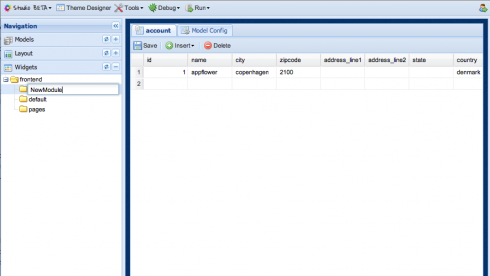 Studio BETA Theme Designer Tools Debug Run
Navigation
Models
Layout
Widgets
frontend
NewModule
default
pages
account Model Config
Save Insert Delete
id name city zipcode address_line1 address_line2 state country
1 1 appflower copenhagen 2100 denmark
2